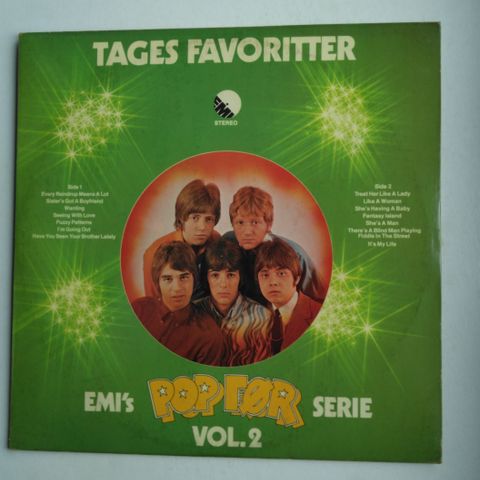 TAGES FAVORITTER
EMI
STEREO
Side 1
Every Raindrop Means A Lot
Sister's Got A Boyfriend
Wanting
Seeing With Love
Fuzzy Patterns
I'm Going Out
Have You Seen Your Brother Lately
Side 2
Treat Her Like A Lady
Like A Woman
She's Having A Baby
Fantasy Island
She's A Man
There's A Blind Man Playing
Fiddle In The Street
It's My Life
EMI's POPFØR SERIE
VOL.2